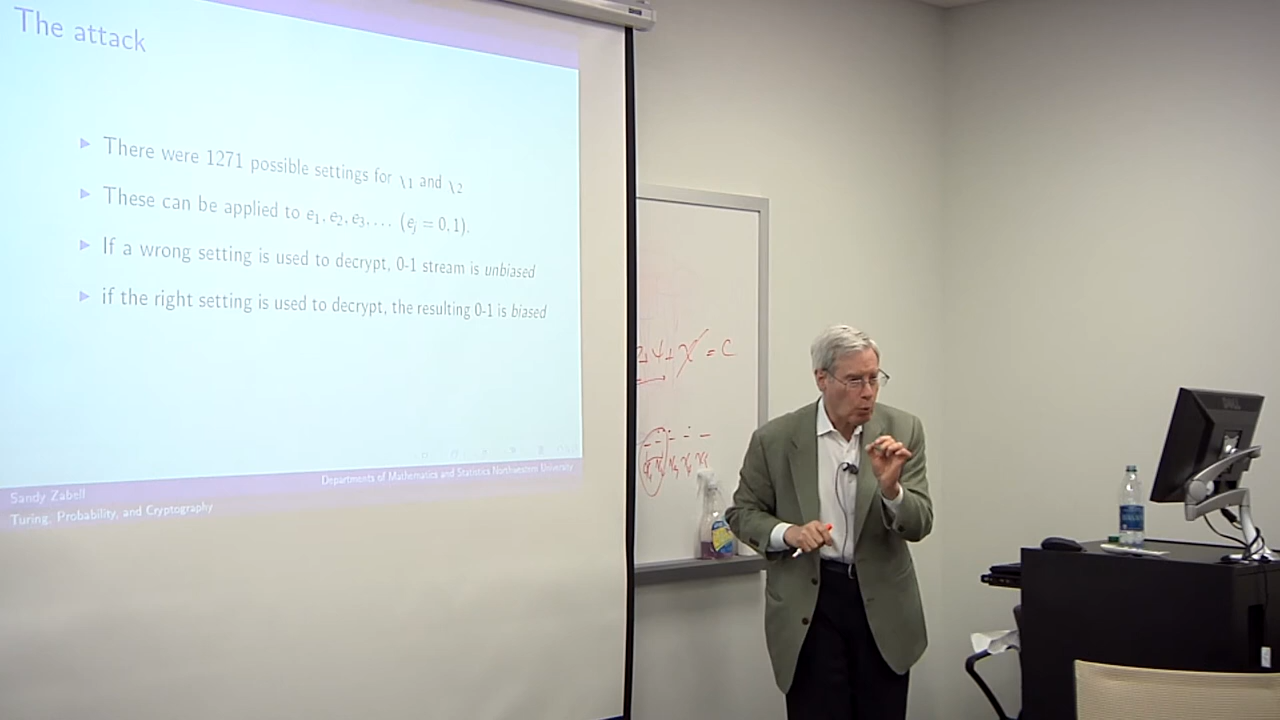 The attack
There were 1271 possible settings for χ1 and χ2
These can be applied to e1, e2, e3, ... (ej = 0, 1).
If a wrong setting is used to decrypt, 0-1 stream is unbiased
if the right setting is used to decrypt, the resulting 0-1 is biased
Sandy Zabell
Departments of Mathematics and Statistics Northwestern University
Turing, Probability, and Cryptography
+ψ+χ = C
DELL